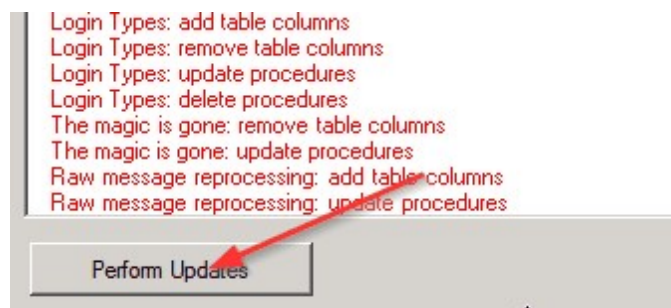 Login Types: add table columns
Login Types: remove table columns
Login Types: update procedures
Login Types: delete procedures
The magic is gone: remove table columns
The magic is gone: update procedures
Raw message reprocessing: add table columns
Raw message reprocessing: update procedures
Perform Updates